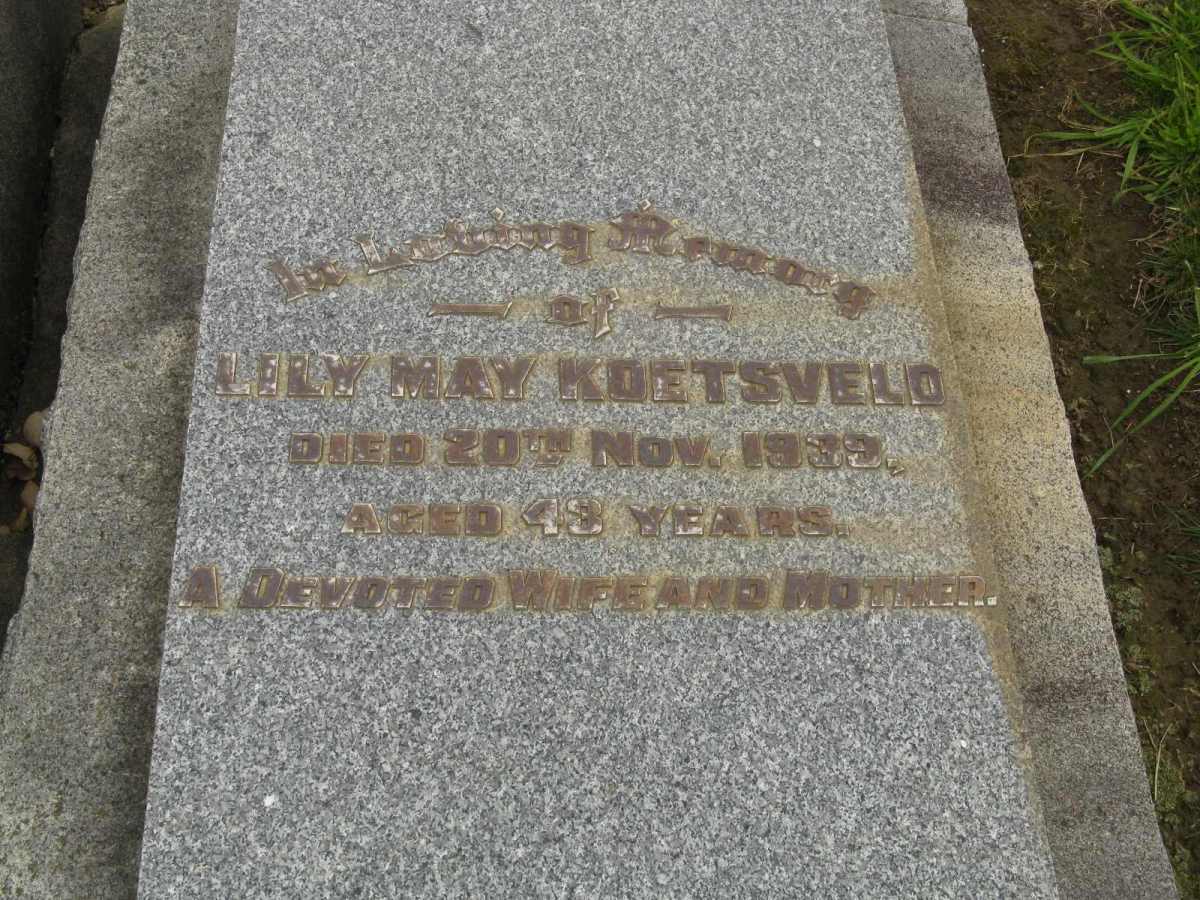 In Loving Memory
of
LILY MAY KOETSVELD
DIED 20TH NOV. 1939,
AGED 43 YEARS.
A DEVOTED WIFE AND MOTHER.